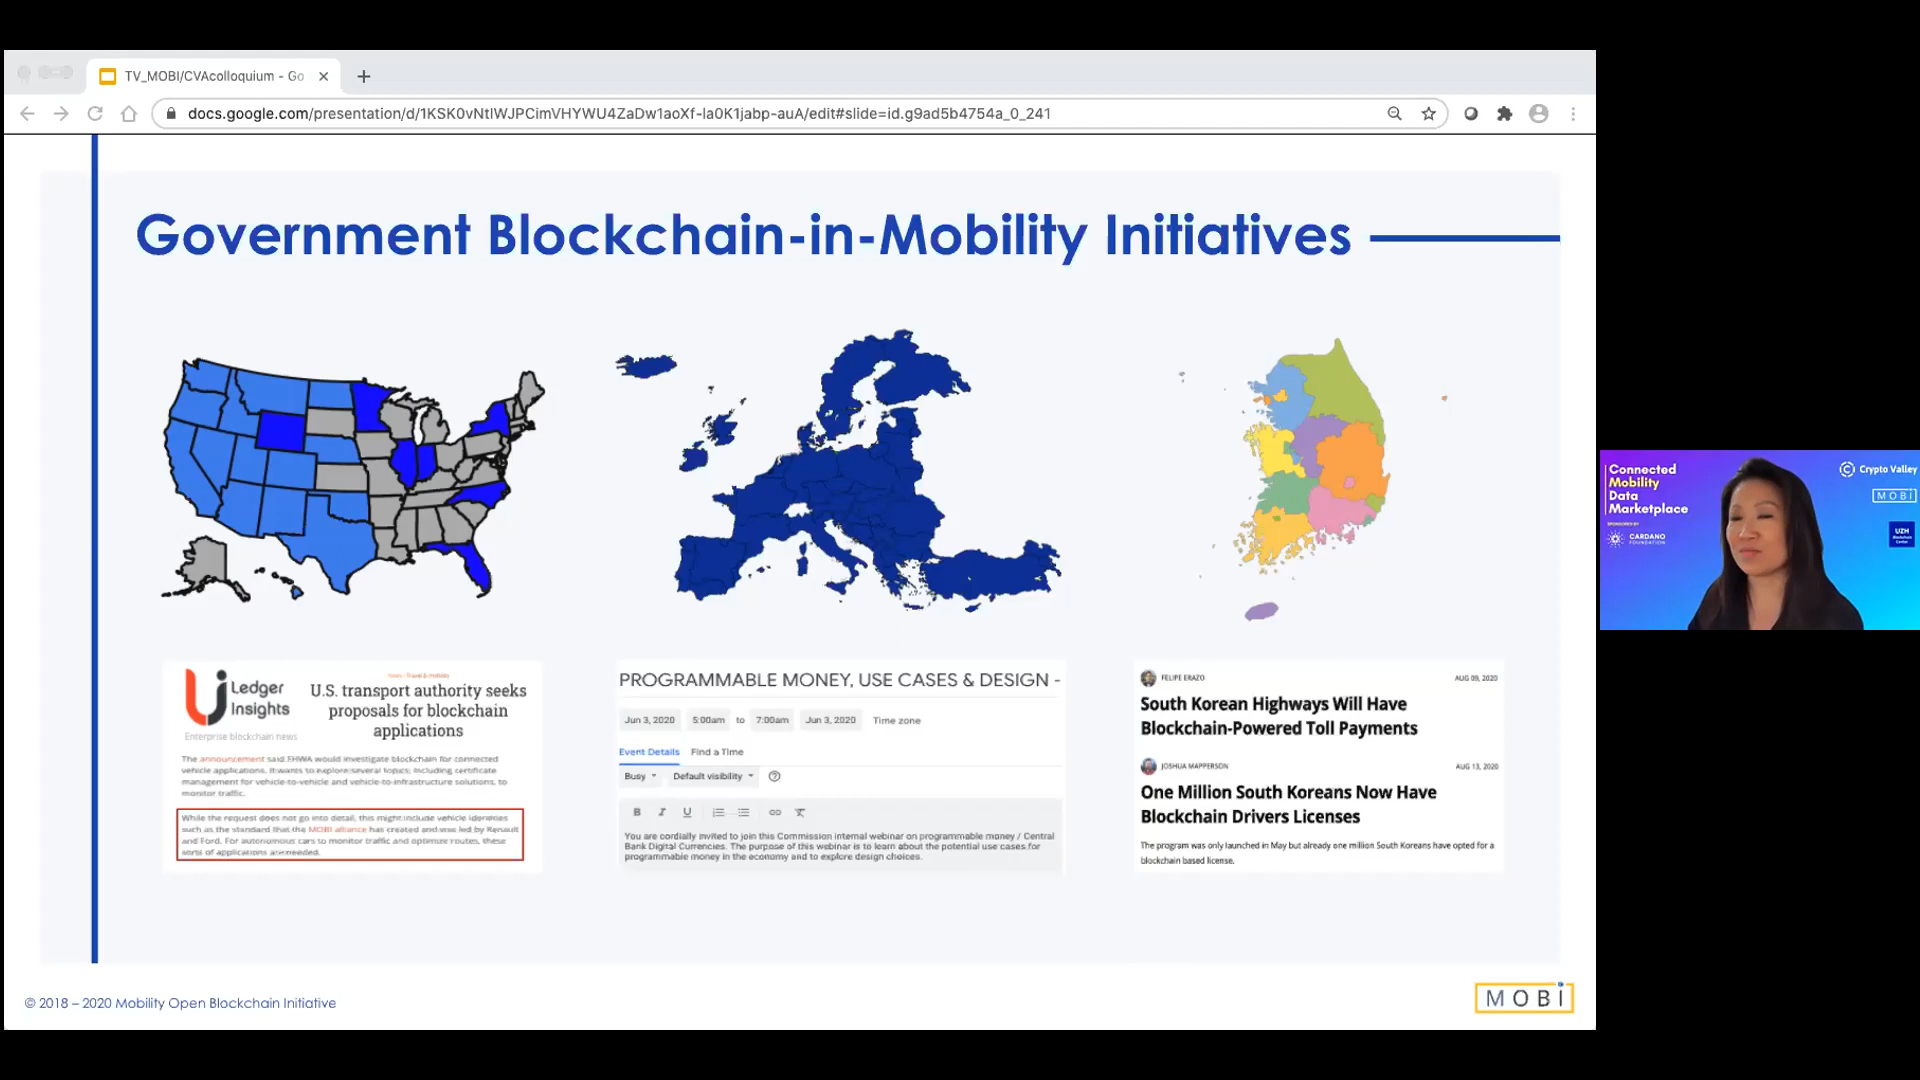 TV_MOBI/CVAcolloquium - Go
docs.google.com/presentation/d/1KSK0vNtlWJPCimVHYWU4ZaDw1aoXf-la0K1jabp-auA/edit#slide=id.g9ad5b4754a_0_241
Government Blockchain-in-Mobility Initiatives
Ledger
Insights
Enterprise blockchain news
News - Travel & mobility
U.S. transport authority seeks
proposals for blockchain
applications
The announcement said FHWA would investigate blockchain for connected
vehicle applications. It wants to explore several topics, including certificate
management for vehicle-to-vehicle and vehicle-to-infrastructure solutions, to
monitor traffic.
While the request does not go into detail, this might include vehicle identities
such as the standard that the MOBI alliance has created and was led by Renault
and Ford. For autonomous cars to monitor traffic and optimize routes, these
sorts of applications are needed.
PROGRAMMABLE MONEY, USE CASES & DESIGN -
Jun 3, 2020 5:00am to 7:00am Jun 3, 2020 Time zone
Event Details Find a Time
Busy Default visibility
B I U
You are cordially invited to join this Commission internal webinar on programmable money / Central
Bank Digital Currencies. The purpose of this webinar is to learn about the potential use cases for
programmable money in the economy and to explore design choices.
FELIPE ERAZO AUG 09, 2020
South Korean Highways Will Have
Blockchain-Powered Toll Payments
JOSHUA MAPPERSON AUG 13, 2020
One Million South Koreans Now Have
Blockchain Drivers Licenses
The program was only launched in May but already one million South Koreans have opted for a
blockchain based license.
© 2018 – 2020 Mobility Open Blockchain Initiative
MOBI
Connected
Mobility
Data
Marketplace
SPONSORED BY
CARDANO
FOUNDATION
Crypto Valley
MOBI
UZH
Blockchain
Center